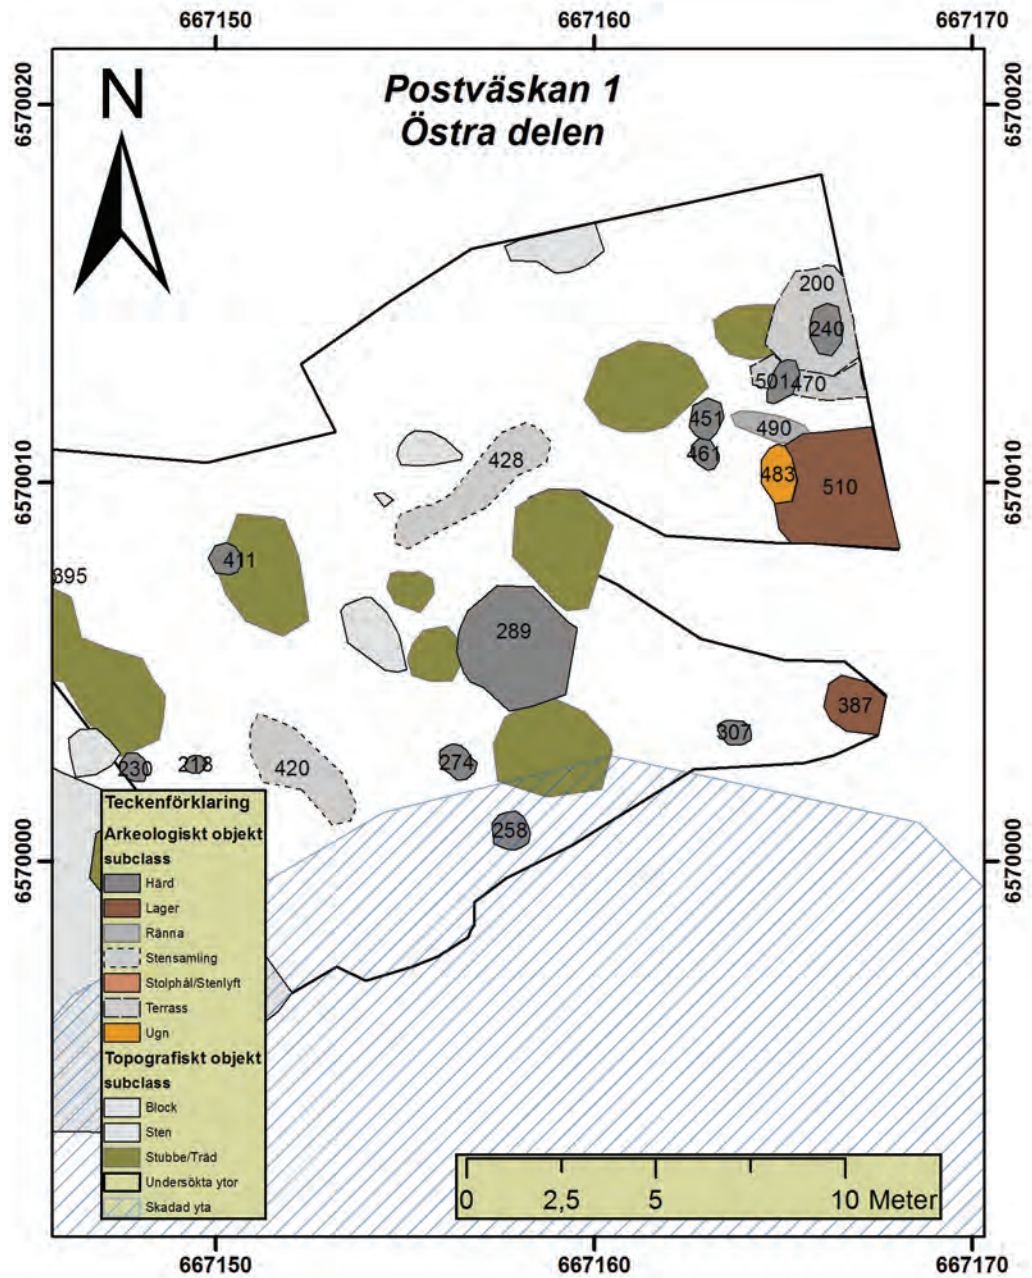 667150
667160
667170
6570020
6570020
N
Postväskan 1
Östra delen
200
240
501
470
451
490
461
428
483
510
6570010
6570010
411
395
289
387
307
230
218
420
274
258
6570000
6570000
Teckenförklaring
Arkeologiskt objekt
subclass
Härd
Lager
Ränna
Stensamling
Stolphål/Stenlyft
Terrass
Ugn
Topografiskt objekt
subclass
Block
Sten
Stubbe/Träd
Undersökta ytor
Skadad yta
0 2,5 5 10 Meter
667150
667160
667170